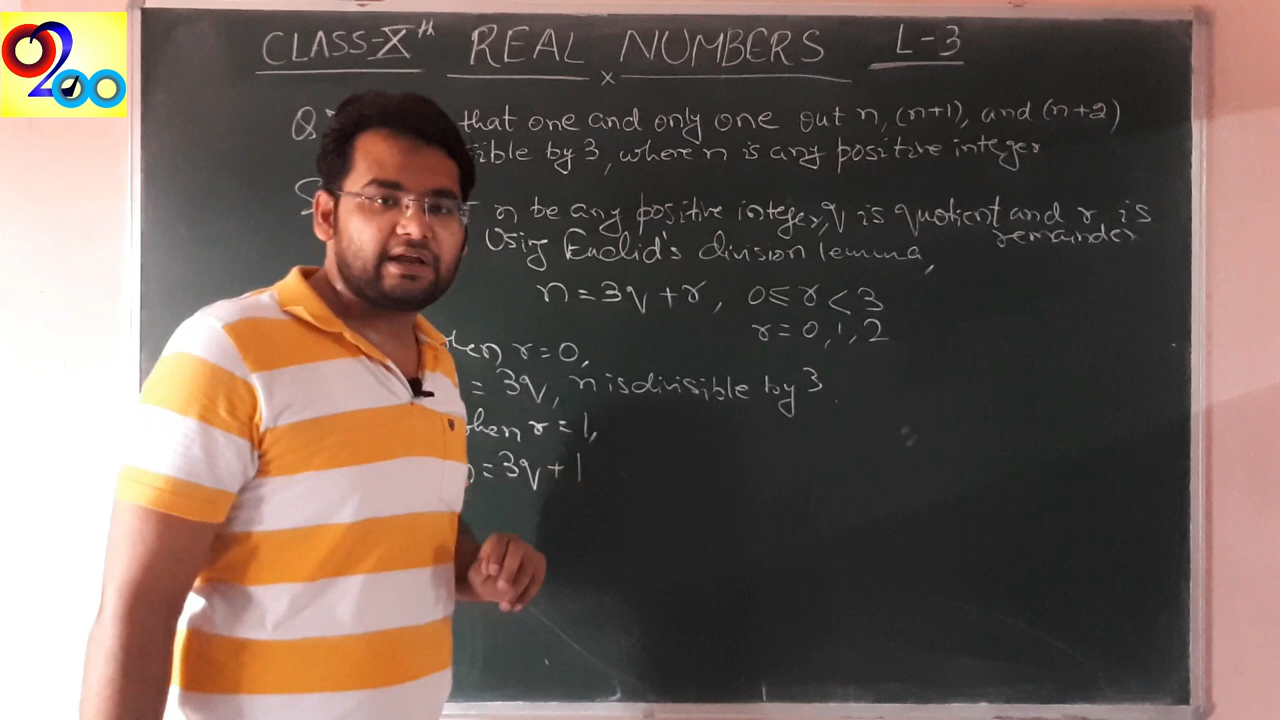 CLASS-Xth REAL NUMBERS L-3
Q that one and only one out n, (n+1), and (n+2)
by 3, where n is any positive integer
n be any positive integer, q is quotient and r is
remainder
Using Euclid's division lemma,
n = 3q + r, 0 ≤ r < 3
r = 0, 1, 2
r = 0,
= 3q, n is divisible by 3.
r = 1,
= 3q + 1
0200